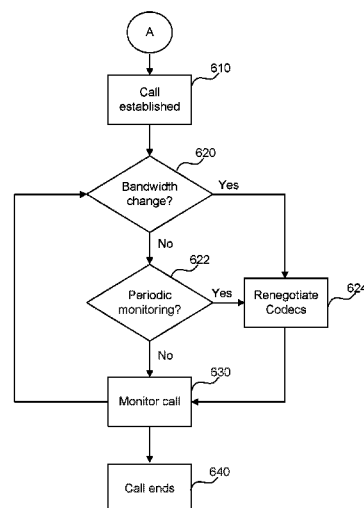 A
610
Call
established
620
Bandwidth
change?
Yes
No
622
Periodic
monitoring?
Yes
624
Renegotiate
Codecs
No
630
Monitor call
640
Call ends